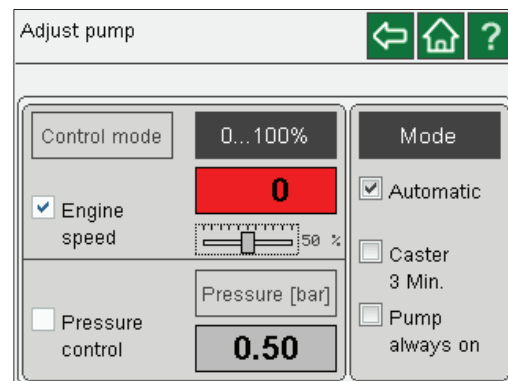 Adjust pump
?
Control mode
0...100%
Engine
speed
0
50 %
Pressure
control
Pressure [bar]
0.50
Mode
Automatic
Caster
3 Min.
Pump
always on